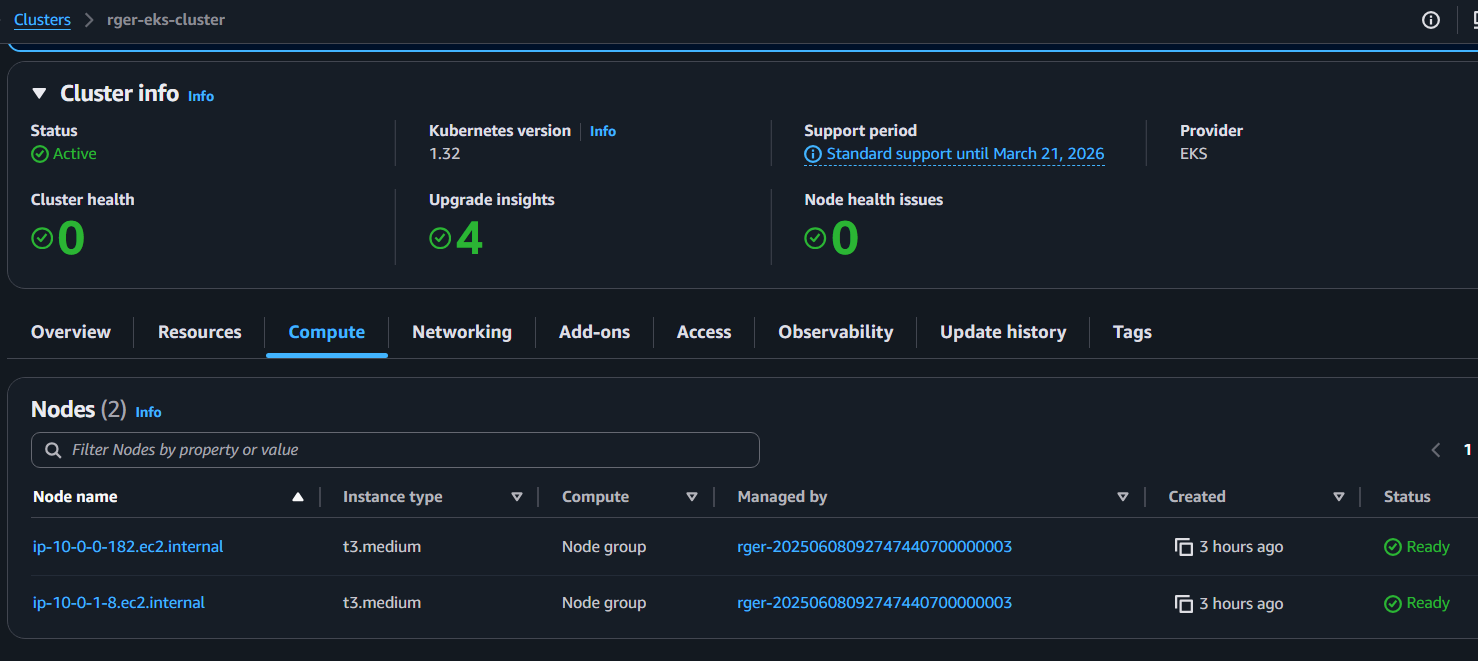 Clusters > rger-eks-cluster
Cluster info Info
Status
Active
Kubernetes version Info
1.32
Support period
Standard support until March 21, 2026
Provider
EKS
Cluster health
0
Upgrade insights
4
Node health issues
0
Overview Resources Compute Networking Add-ons Access Observability Update history Tags
Nodes (2) Info
Filter Nodes by property or value
1
Node name Instance type Compute Managed by Created Status
ip-10-0-0-182.ec2.internal t3.medium Node group rger-20250608092747440700000003 3 hours ago Ready
ip-10-0-1-8.ec2.internal t3.medium Node group rger-20250608092747440700000003 3 hours ago Ready